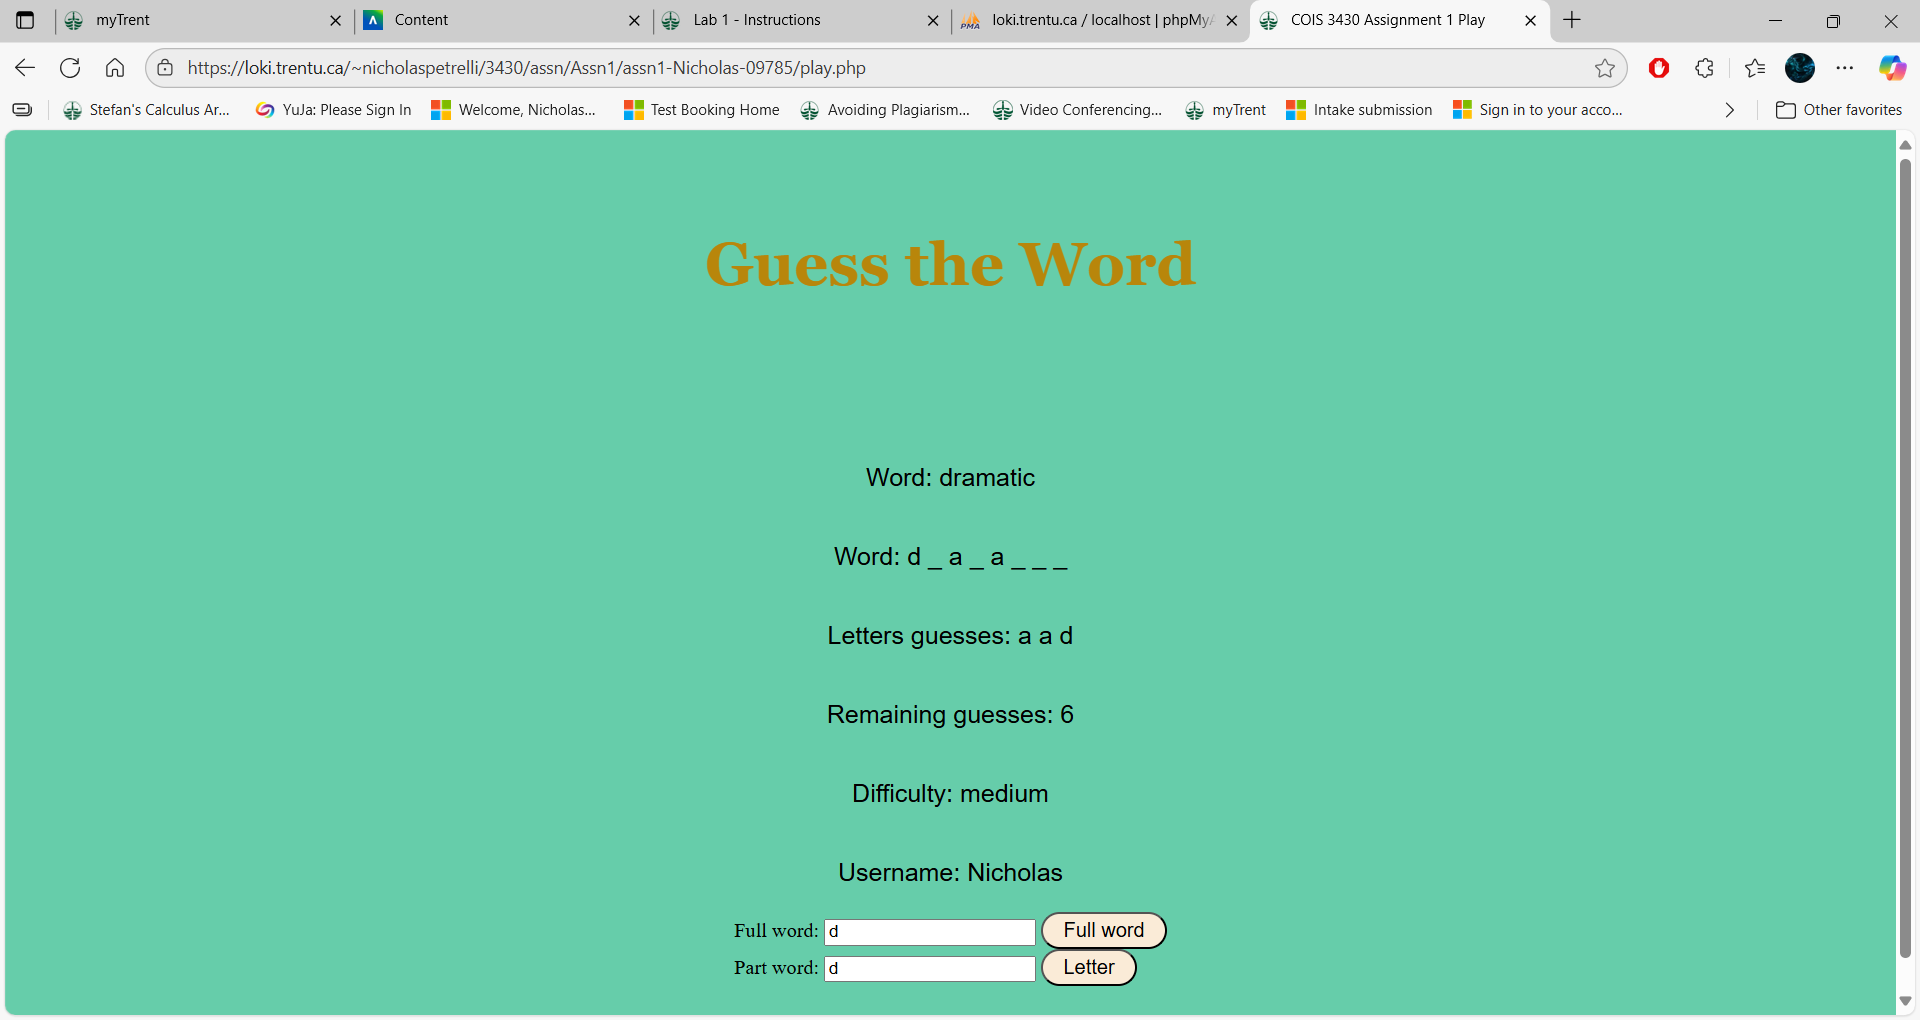 myTrent
Content
Lab 1 - Instructions
loki.trentu.ca / localhost | phpMyA
COIS 3430 Assignment 1 Play
https://loki.trentu.ca/~nicholaspetrelli/3430/assn/Assn1/assn1-Nicholas-09785/play.php
Stefan's Calculus Ar...
YuJa: Please Sign In
Welcome, Nicholas...
Test Booking Home
Avoiding Plagiarism...
Video Conferencing...
myTrent
Intake submission
Sign in to your acco...
Other favorites
Guess the Word
Word: dramatic
Word: d _ a _ a _ _ _
Letters guesses: a a d
Remaining guesses: 6
Difficulty: medium
Username: Nicholas
Full word: d Full word
Part word: d Letter